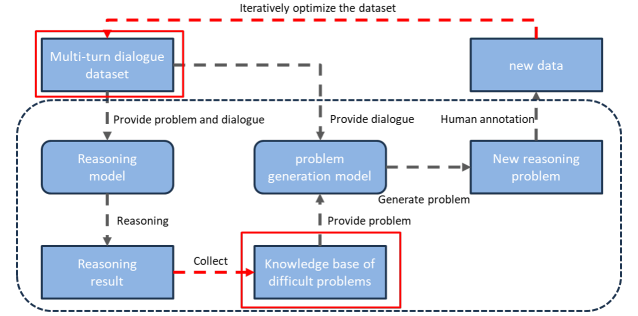 Iteratively optimize the dataset
Multi-turn dialogue
dataset
new data
Provide problem and dialogue
Provide dialogue
Human annotation
Reasoning
model
problem
generation model
New reasoning
problem
Generate problem
Reasoning
Provide problem
Collect
Reasoning
result
Knowledge base of
difficult problems